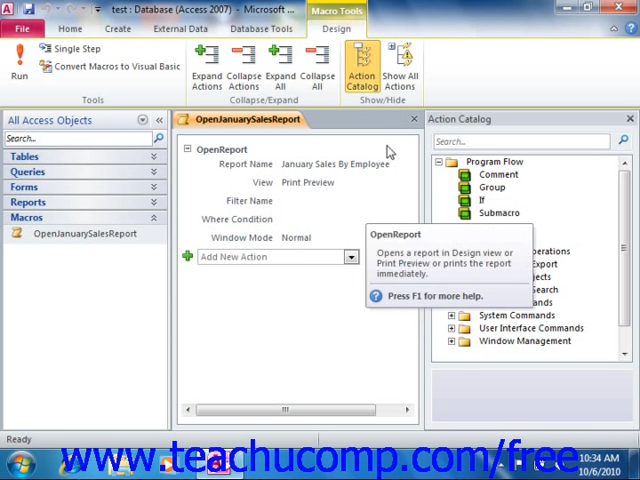 test : Database (Access 2007) - Microsoft ...
Macro Tools
File Home Create External Data Database Tools Design
Run
Single Step
Convert Macros to Visual Basic
Tools
Expand Actions
Collapse Actions
Expand All
Collapse All
Collapse/Expand
Action Catalog
Show All Actions
Show/Hide
All Access Objects
Search...
Tables
Queries
Forms
Reports
Macros
OpenJanuarySalesReport
OpenJanuarySalesReport
OpenReport
Report Name January Sales By Employee
View Print Preview
Filter Name
Where Condition
Window Mode Normal
Add New Action
OpenReport
Opens a report in Design view or
Print Preview or prints the report
immediately.
Press F1 for more help.
Action Catalog
Search...
Program Flow
Comment
Group
If
Submacro
System Commands
User Interface Commands
Window Management
Ready
www.teachucomp.com/free
10:34 AM
10/6/2010